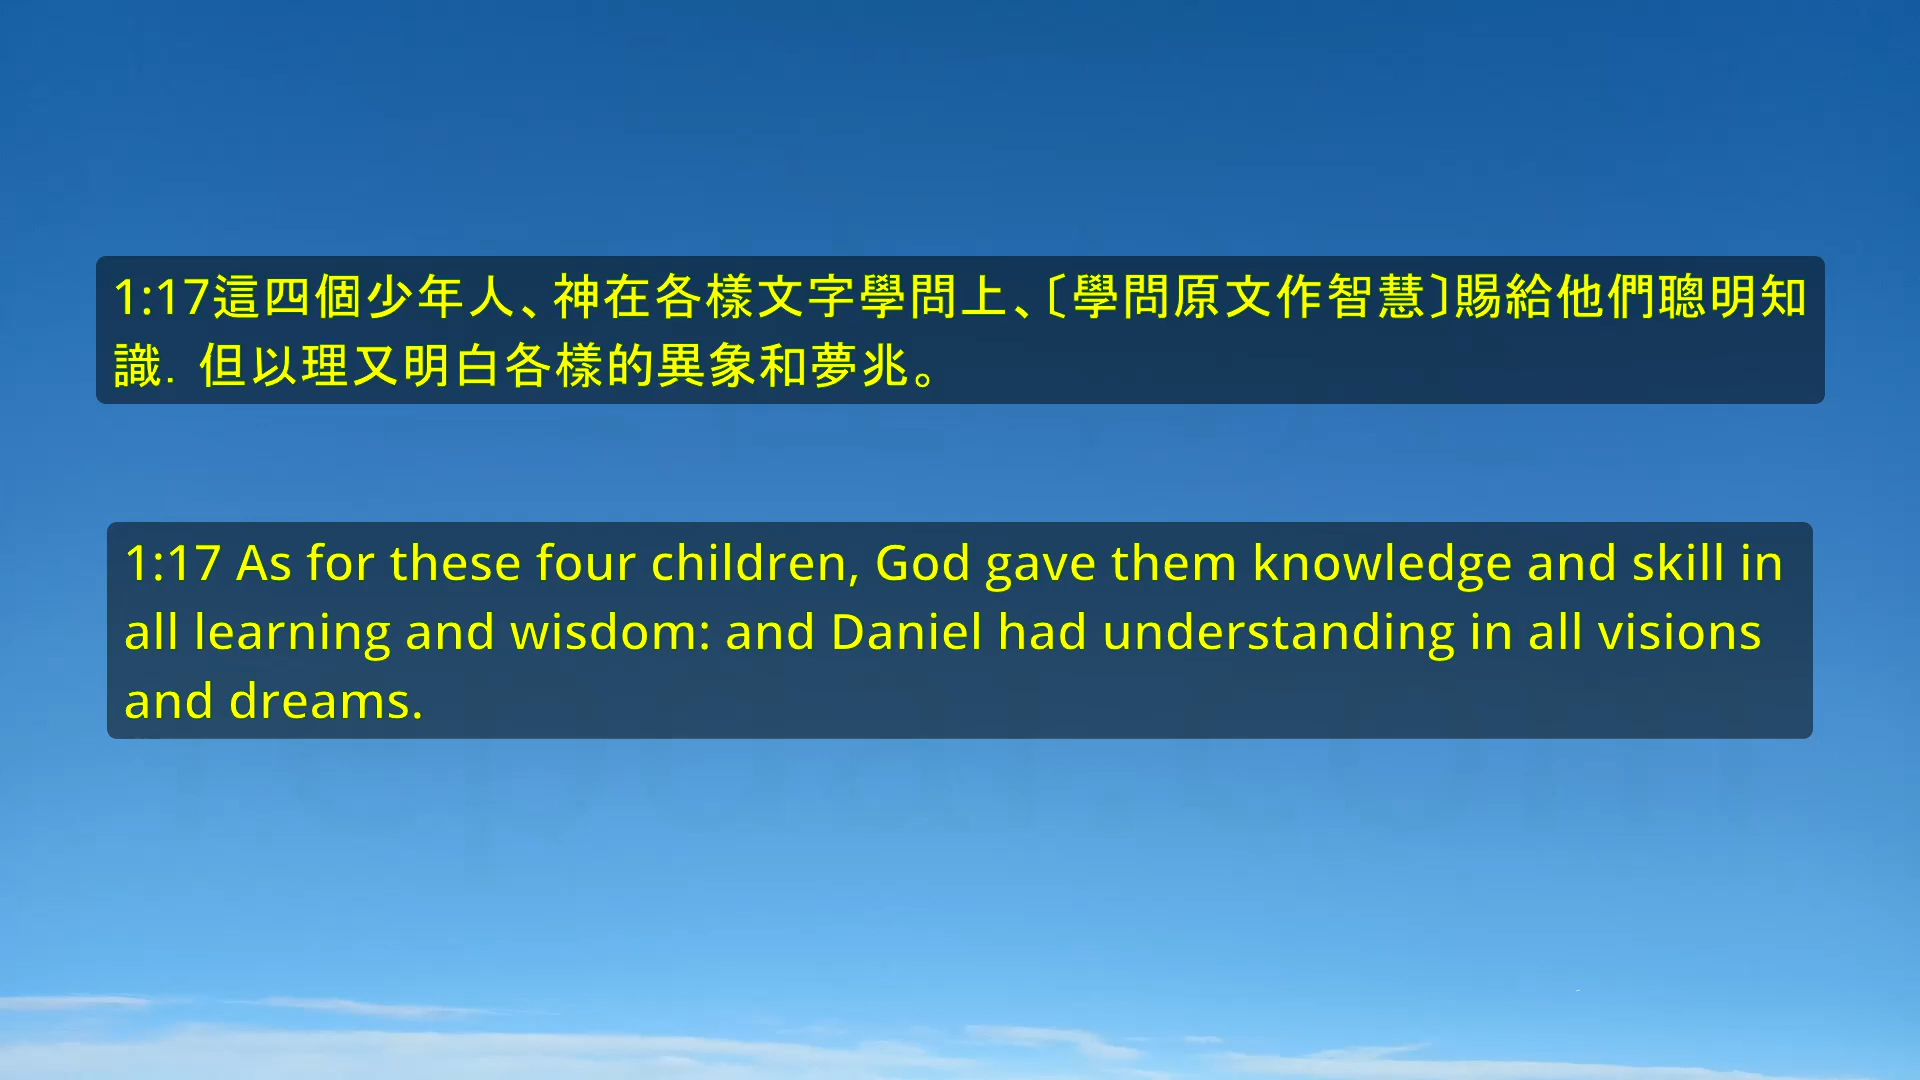 1:17這四個少年人、神在各樣文字學問上、〔學問原文作智慧〕賜給他們聰明知
識．但以理又明白各樣的異象和夢兆。
1:17 As for these four children, God gave them knowledge and skill in
all learning and wisdom: and Daniel had understanding in all visions
and dreams.